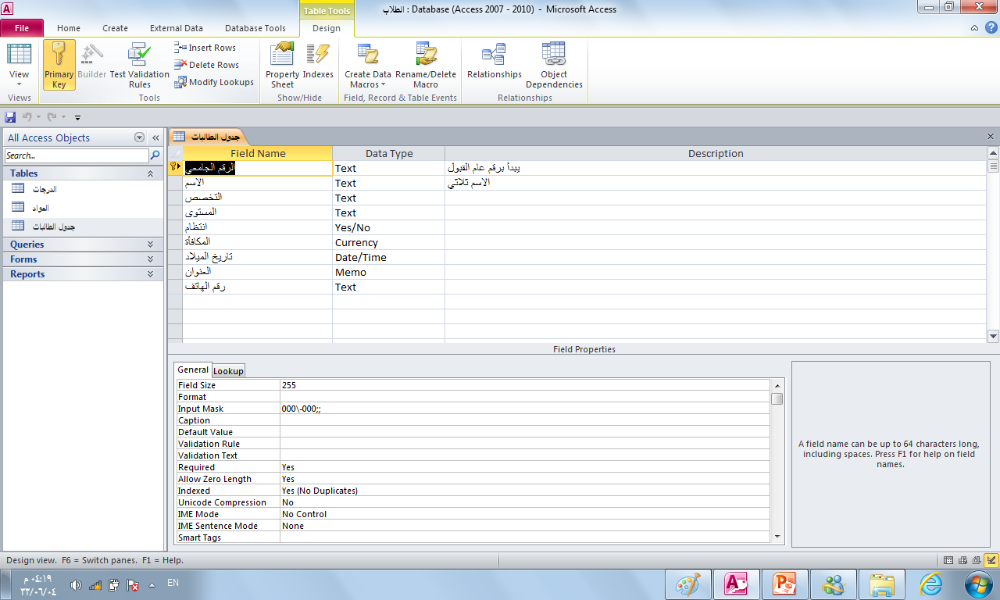 الطلاب : Database (Access 2007 - 2010) - Microsoft Access
Table Tools
File Home Create External Data Database Tools Design
View
Primary Key
Builder
Test Validation Rules
Insert Rows
Delete Rows
Modify Lookups
Property Sheet
Indexes
Create Data Macros
Rename/Delete Macro
Relationships
Object Dependencies
Views Tools Show/Hide Field, Record & Table Events Relationships
All Access Objects
Search...
Tables
الدرجات
المواد
جدول الطالبات
Queries
Forms
Reports
جدول الطالبات
Field Name Data Type Description
الرقم الجامعي Text يبدأ برقم عام القبول
الاسم Text الاسم ثلاثي
التخصص Text
المستوى Text
انتظام Yes/No
المكافأة Currency
تاريخ الميلاد Date/Time
العنوان Memo
رقم الهاتف Text
Field Properties
General Lookup
Field Size 255
Format
Input Mask 000\-000;;
Caption
Default Value
Validation Rule
Validation Text
Required Yes
Allow Zero Length Yes
Indexed Yes (No Duplicates)
Unicode Compression No
IME Mode No Control
IME Sentence Mode None
Smart Tags
A field name can be up to 64 characters long, including spaces. Press F1 for help on field names.
Design view. F6 = Switch panes. F1 = Help.
٠٤:١٩ م
٣٢/٠٦/٠٤
EN